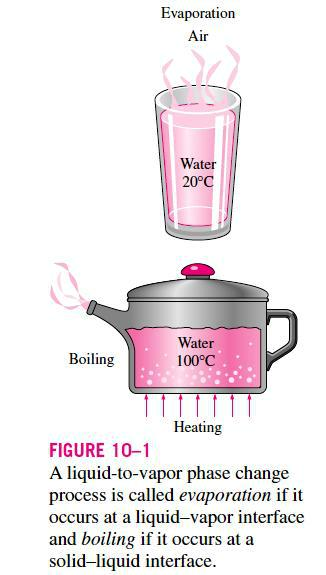 Evaporation
Air
Water
20°C
Water
100°C
Boiling
Heating
FIGURE 10–1
A liquid-to-vapor phase change
process is called evaporation if it
occurs at a liquid–vapor interface
and boiling if it occurs at a
solid–liquid interface.